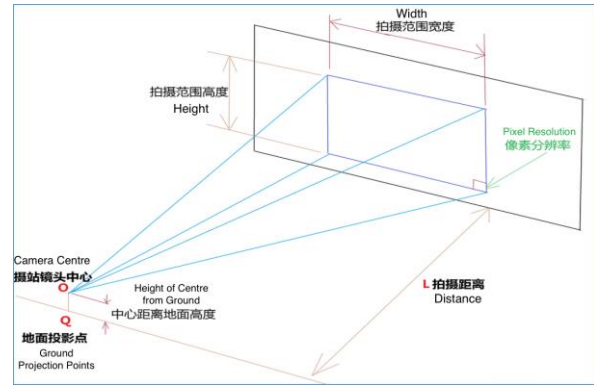 Width
拍摄范围宽度
拍摄范围高度
Height
Pixel Resolution
像素分辨率
Camera Centre
摄站镜头中心
O
Height of Centre
from Ground
中心距离地面高度
L 拍摄距离
Distance
Q
地面投影点
Ground
Projection Points